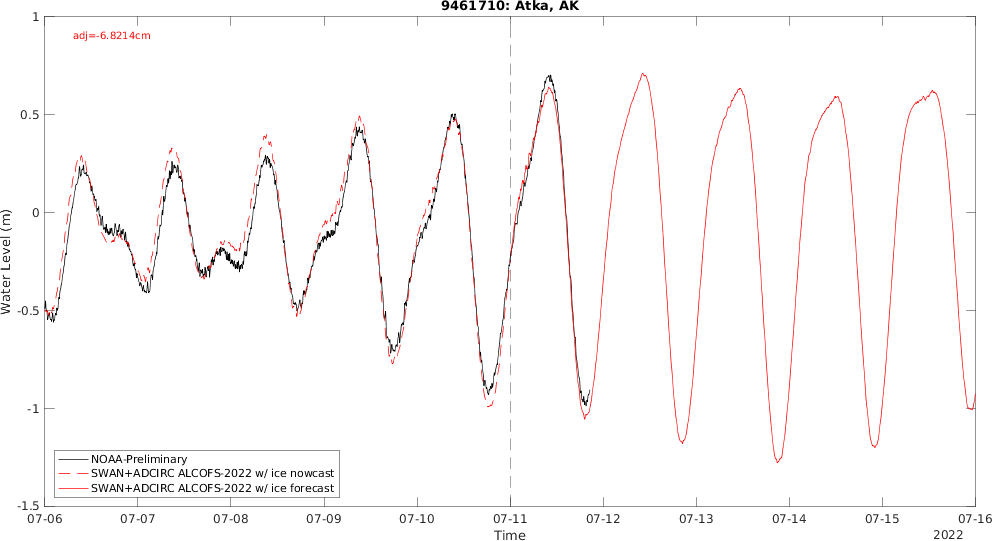 9461710: Atka, AK
adj=-6.8214cm
1
0.5
0
-0.5
-1
-1.5
Water Level (m)
NOAA-Preliminary
SWAN+ADCIRC ALCOFS-2022 w/ ice nowcast
SWAN+ADCIRC ALCOFS-2022 w/ ice forecast
07-06 07-07 07-08 07-09 07-10 07-11 07-12 07-13 07-14 07-15 07-16
Time
2022